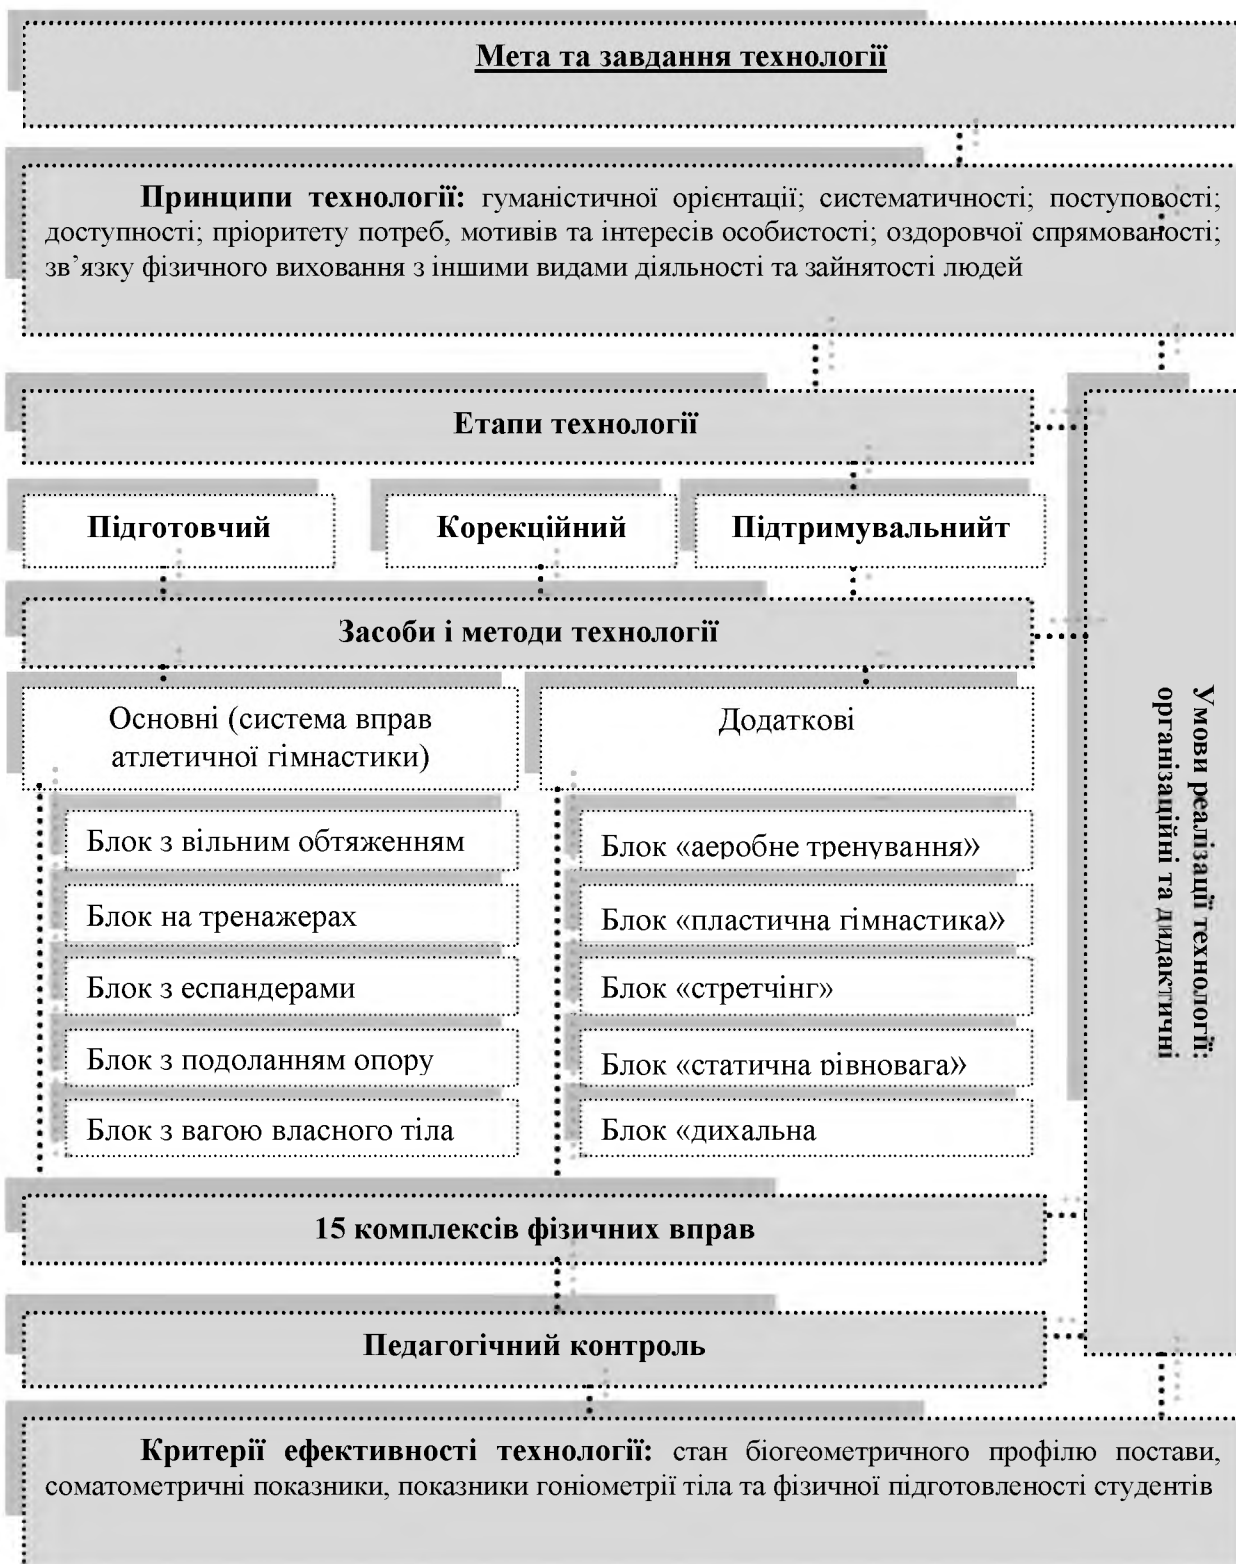 Мета та завдання технології
Принципи технології: гуманістичної орієнтації; систематичності; поступовості;
доступності; пріоритету потреб, мотивів та інтересів особистості; оздоровчої спрямованості;
зв’язку фізичного виховання з іншими видами діяльності та зайнятості людей
Етапи технології
Підготовчий
Корекційний
Підтримувальнийт
Засоби і методи технології
Основні (система вправ
атлетичної гімнастики)
Блок з вільним обтяженням
Блок на тренажерах
Блок з еспандерами
Блок з подоланням опору
Блок з вагою власного тіла
Додаткові
Блок «аеробне тренування»
Блок «пластична гімнастика»
Блок «стретчінг»
Блок «статична рівновага»
Блок «дихальна
Умови реалізації технології:
організаційні та дидактичні
15 комплексів фізичних вправ
Педагогічний контроль
Критерії ефективності технології: стан біогеометричного профілю постави,
соматометричні показники, показники гоніометрії тіла та фізичної підготовленості студентів